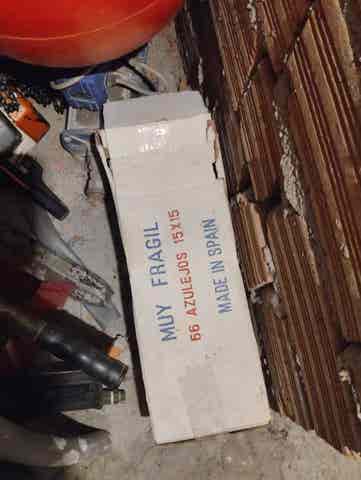 MUY FRAGIL
66 AZULEJOS 15X15
MADE IN SPAIN